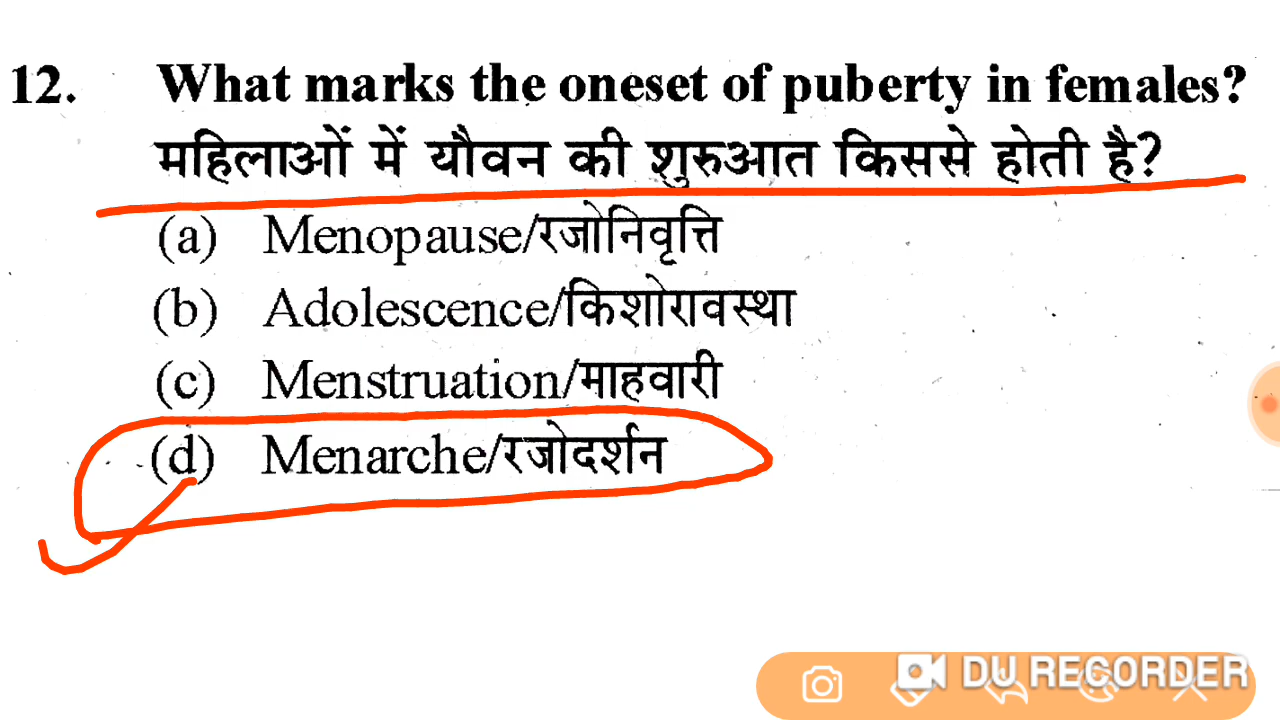 12. What marks the oneset of puberty in females?
महिलाओं में यौवन की शुरुआत किससे होती है?
(a) Menopause/रजोनिवृत्ति
(b) Adolescence/किशोरावस्था
(c) Menstruation/माहवारी
(d) Menarche/रजोदर्शन
DU RECORDER